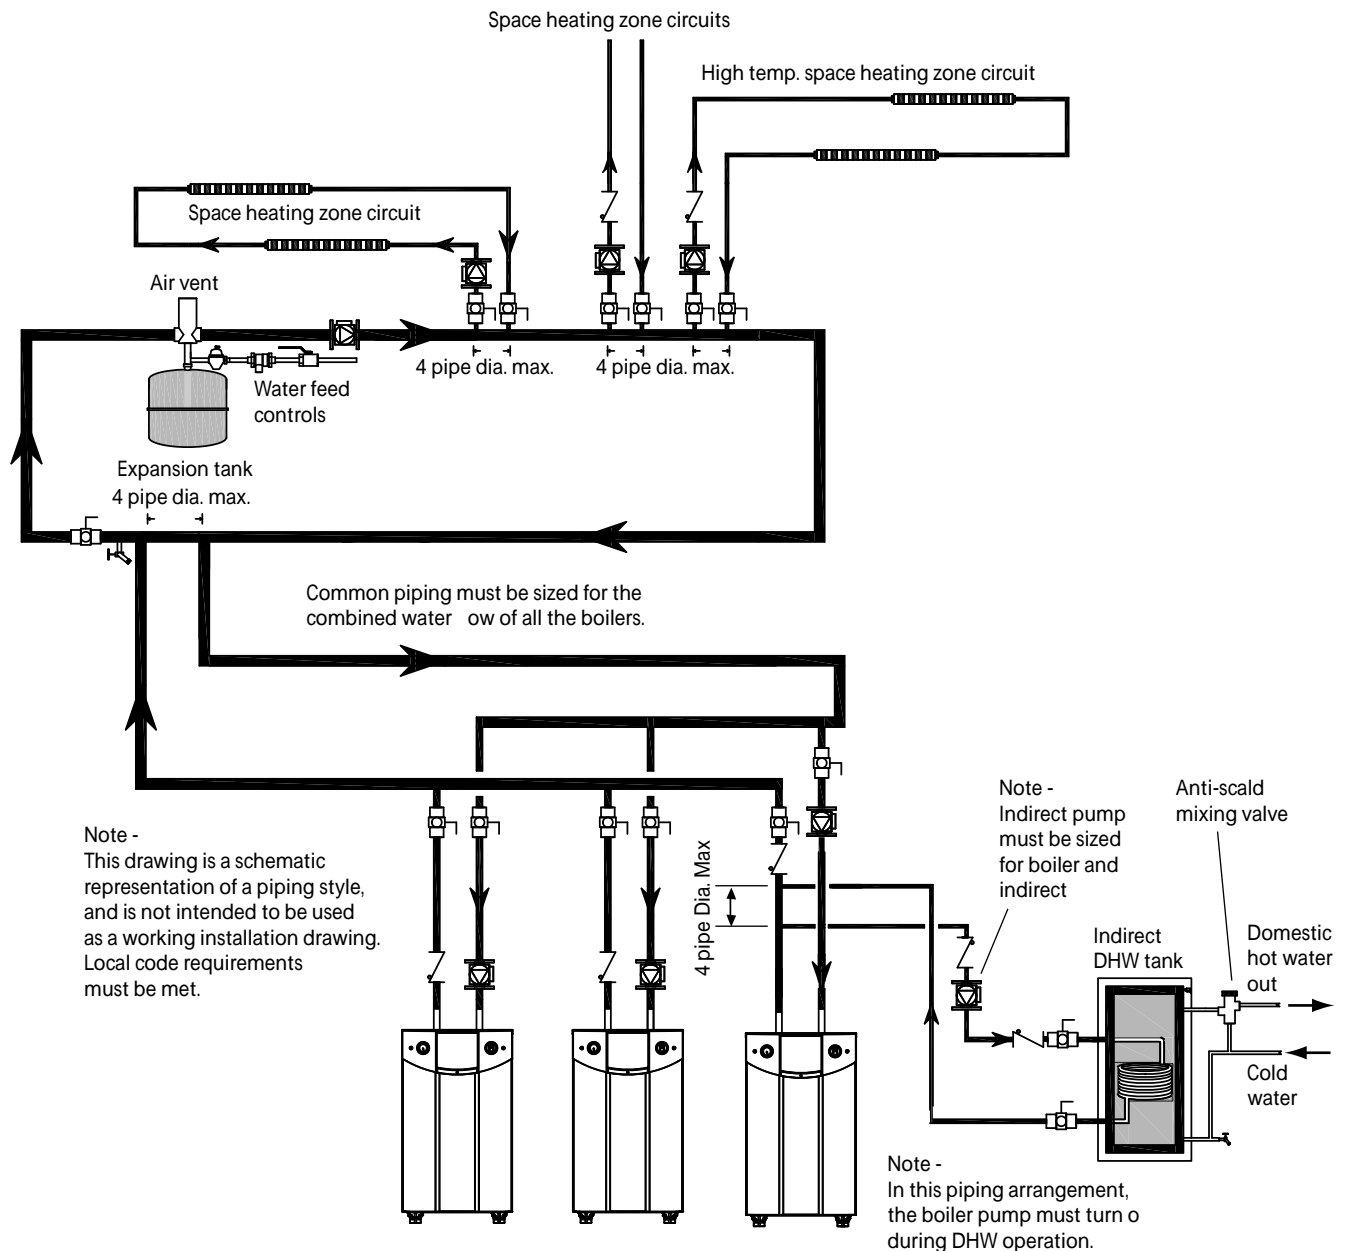 Space heating zone circuits
High temp. space heating zone circuit
Space heating zone circuit
Air vent
4 pipe dia. max.
4 pipe dia. max.
Water feed
controls
Expansion tank
4 pipe dia. max.
Common piping must be sized for the
combined water ow of all the boilers.
Note -
This drawing is a schematic
representation of a piping style,
and is not intended to be used
as a working installation drawing.
Local code requirements
must be met.
4 pipe Dia. Max
Note -
Indirect pump
must be sized
for boiler and
indirect
Anti-scald
mixing valve
Indirect
DHW tank
Domestic
hot water
out
Cold
water
Note -
In this piping arrangement,
the boiler pump must turn o
during DHW operation.